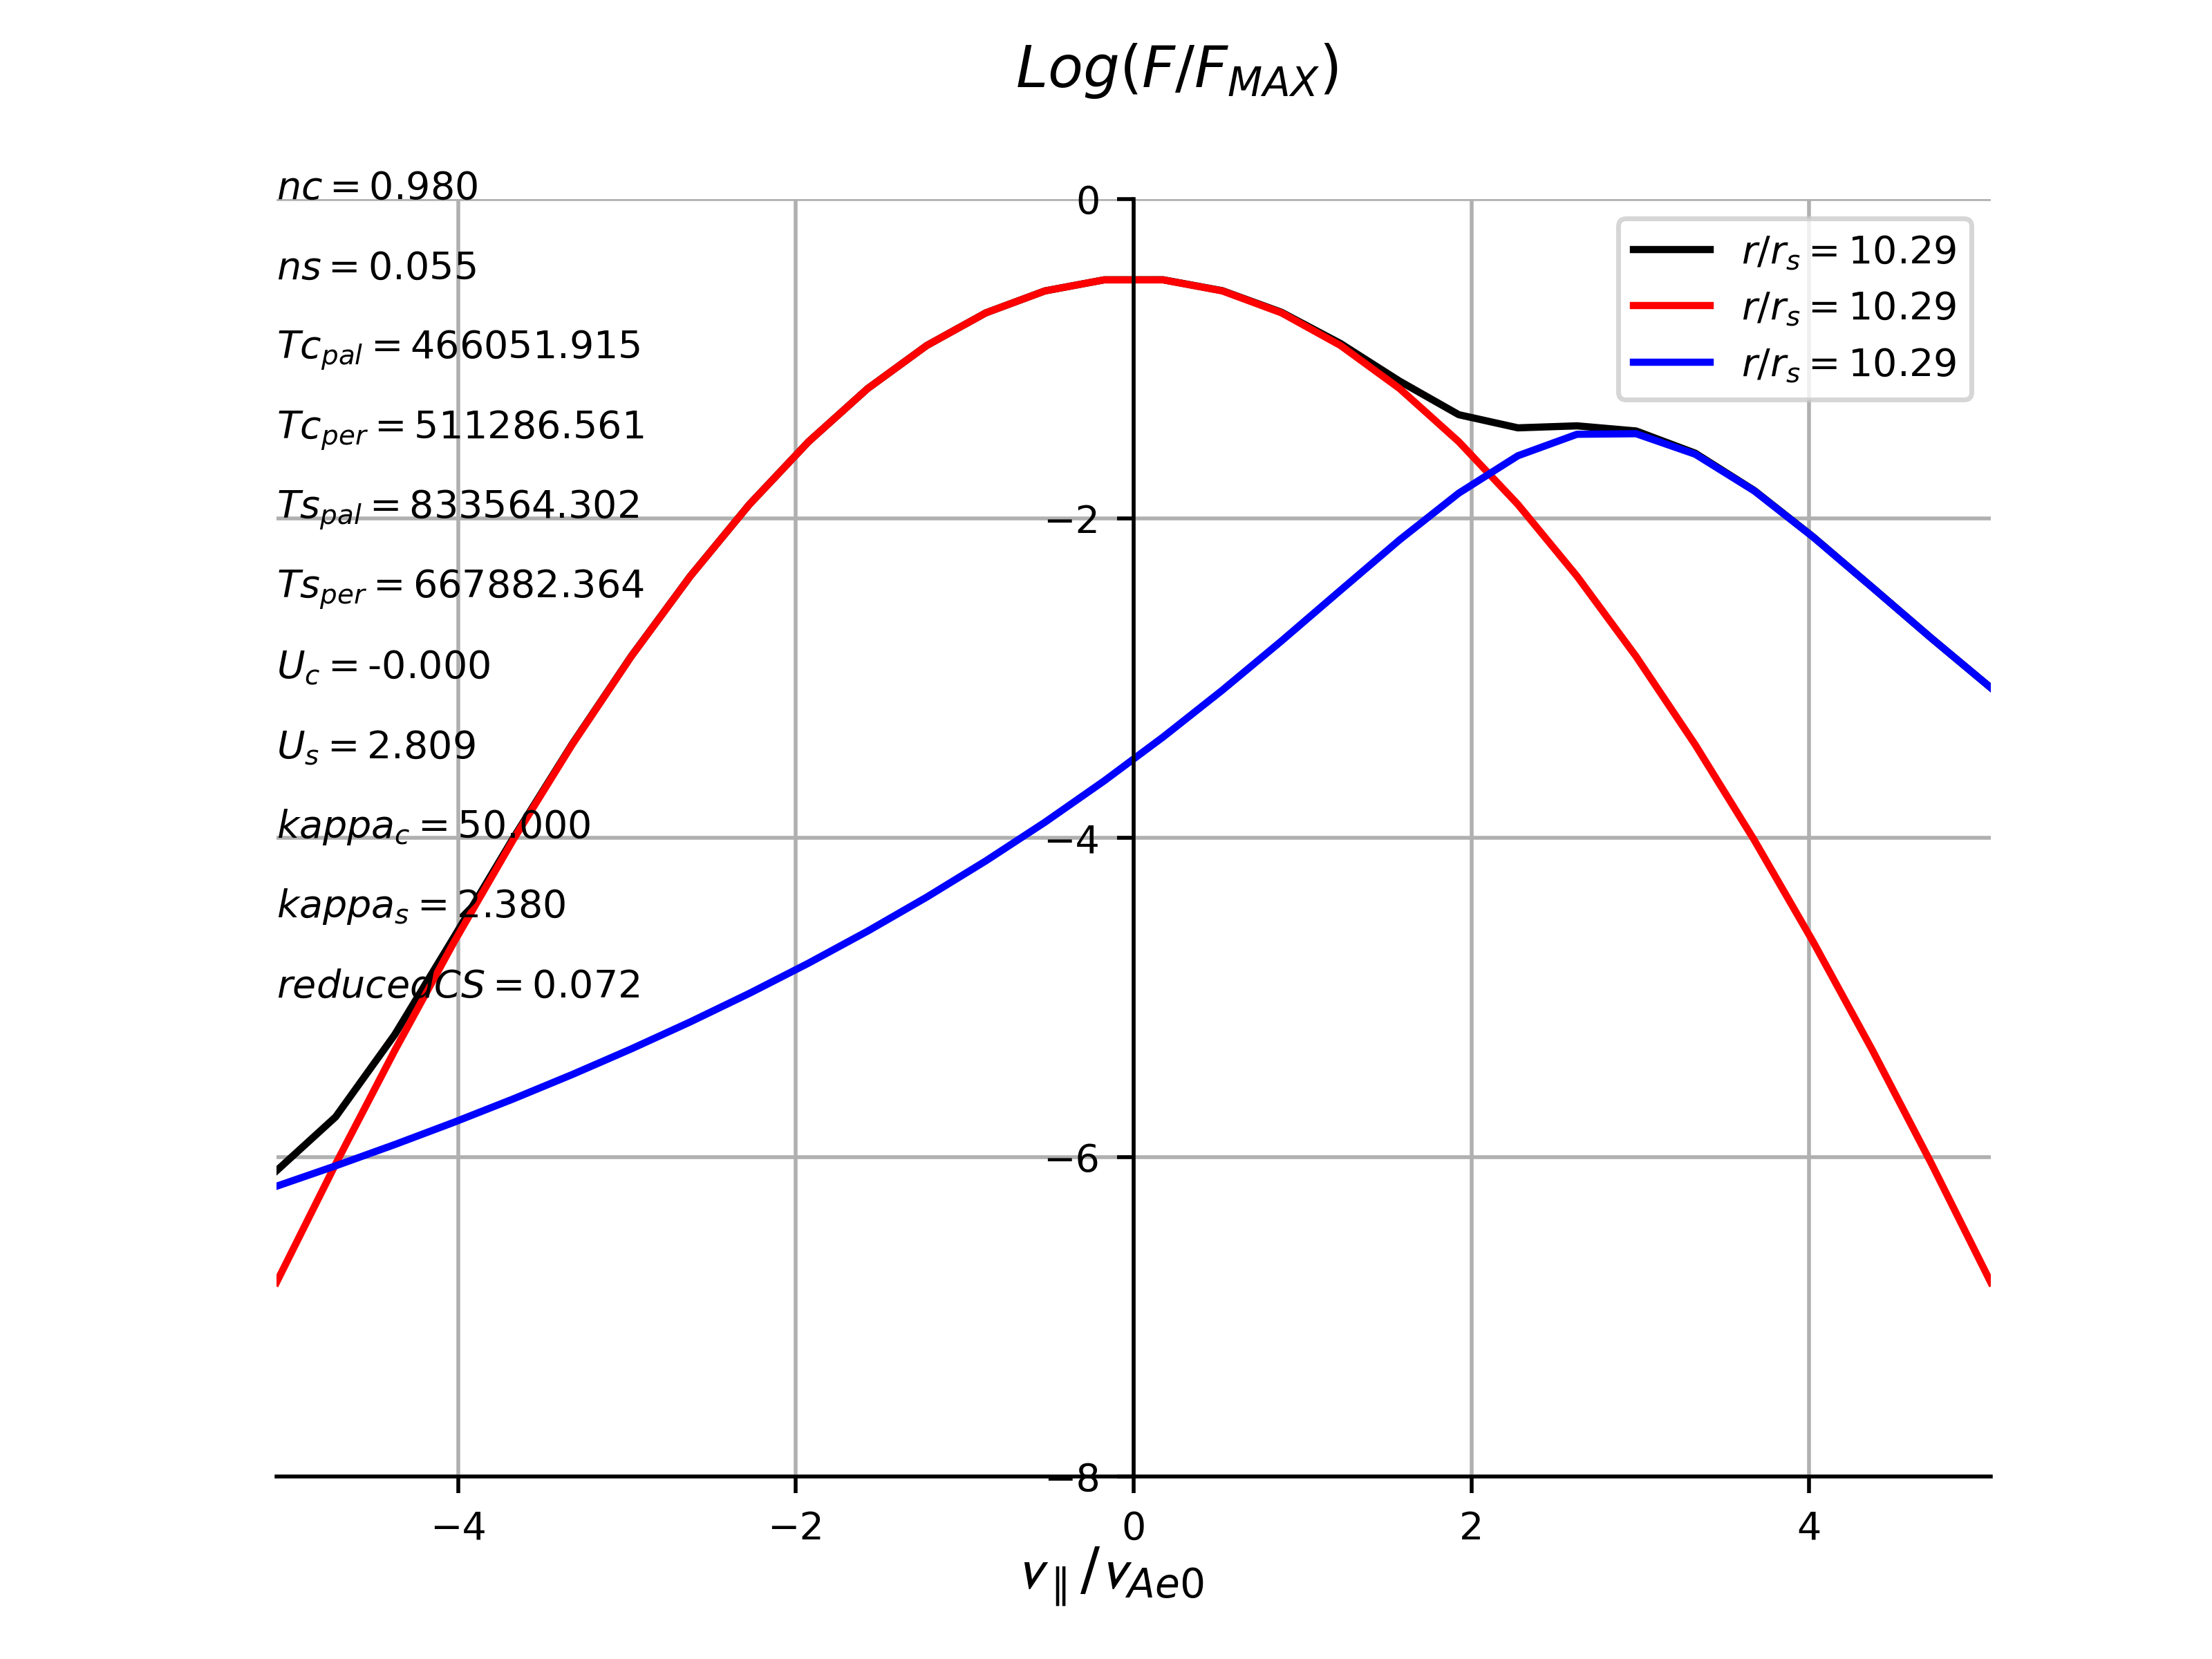 Log(F/F_MAX)
nc = 0.980
ns = 0.055
Tc_pal = 466051.915
Tc_per = 511286.561
Ts_pal = 833564.302
Ts_per = 667882.364
U_c = -0.000
U_s = 2.809
kappa_c = 50.000
kappa_s = 2.380
reducedCS = 0.072
0
−2
−4
−6
−8
r/r_s = 10.29
r/r_s = 10.29
r/r_s = 10.29
−4 −2 0 2 4
v_∥/v_Ae0